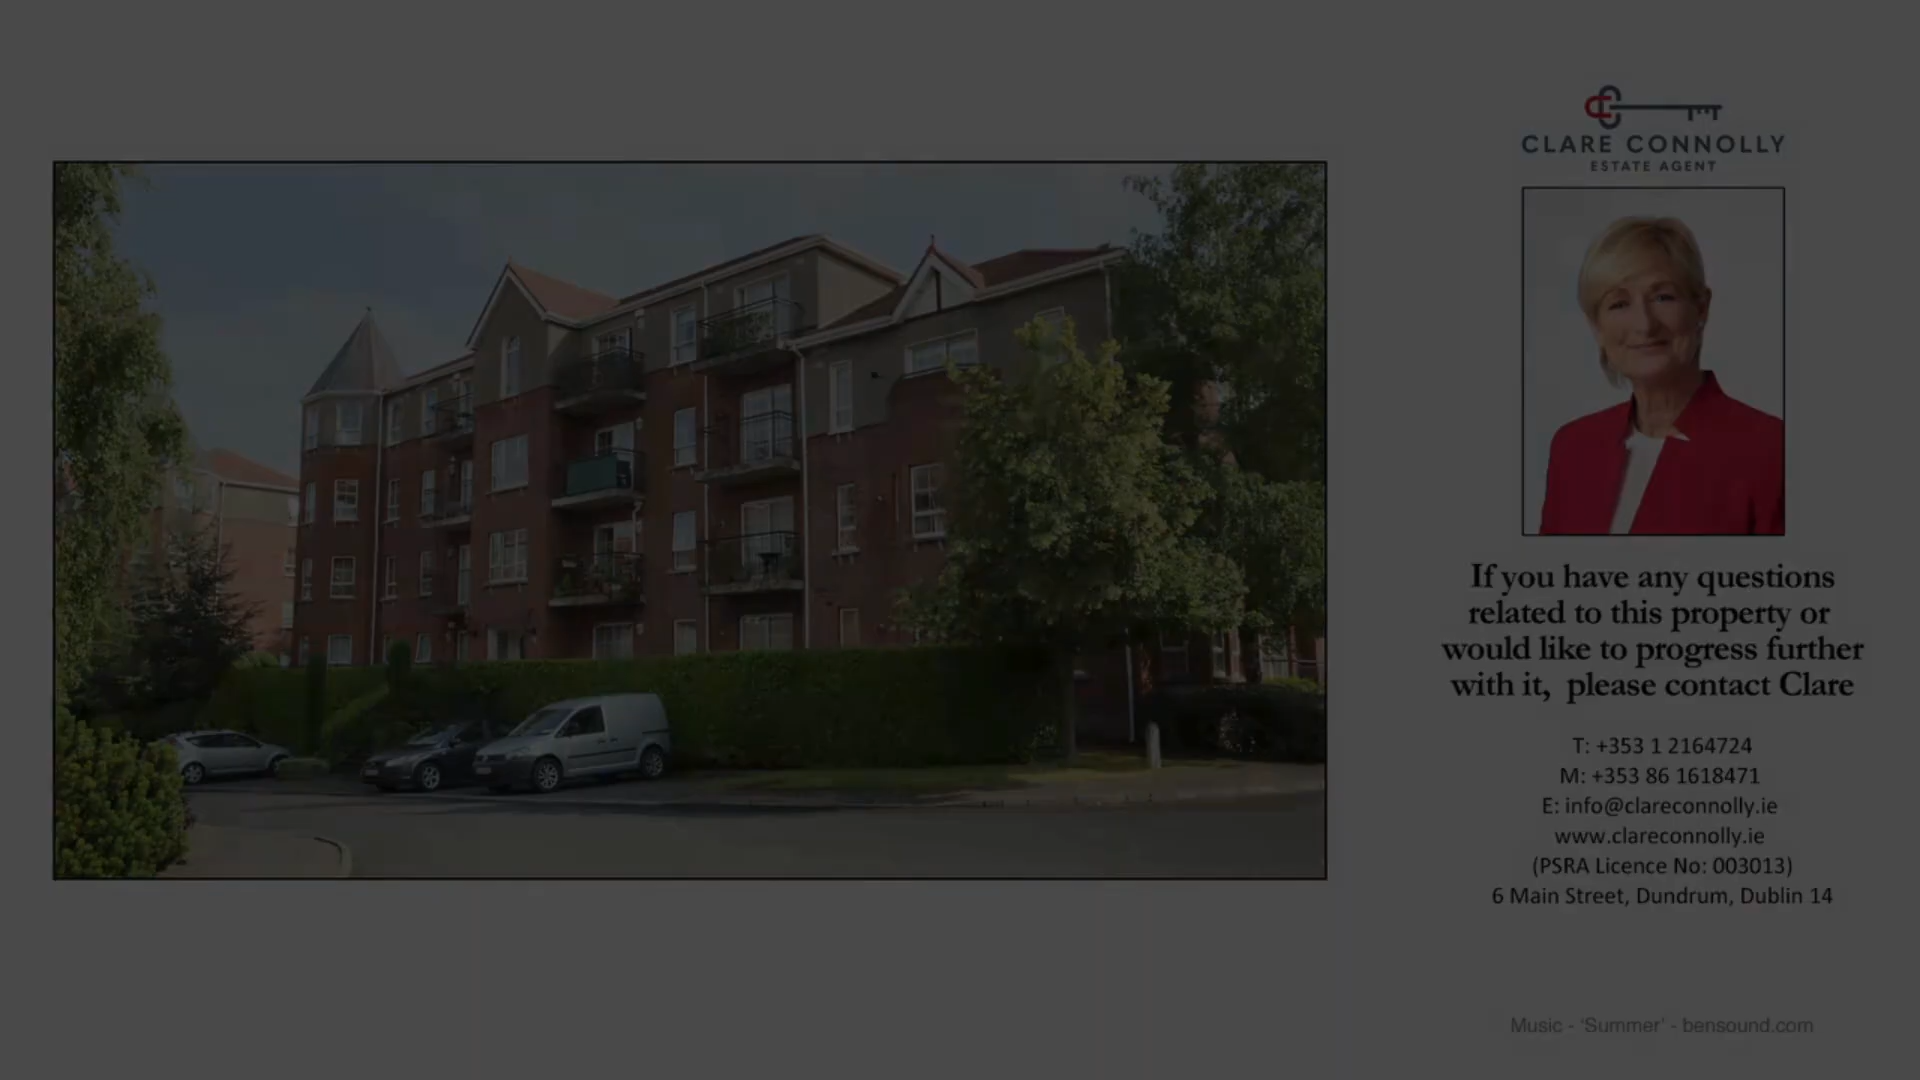 CLARE CONNOLLY
ESTATE AGENT
If you have any questions
related to this property or
would like to progress further
with it, please contact Clare
T: +353 1 2164724
M: +353 86 1618471
E: info@clareconnolly.ie
www.clareconnolly.ie
(PSRA Licence No: 003013)
6 Main Street, Dundrum, Dublin 14
Music - 'Summer' - bensound.com